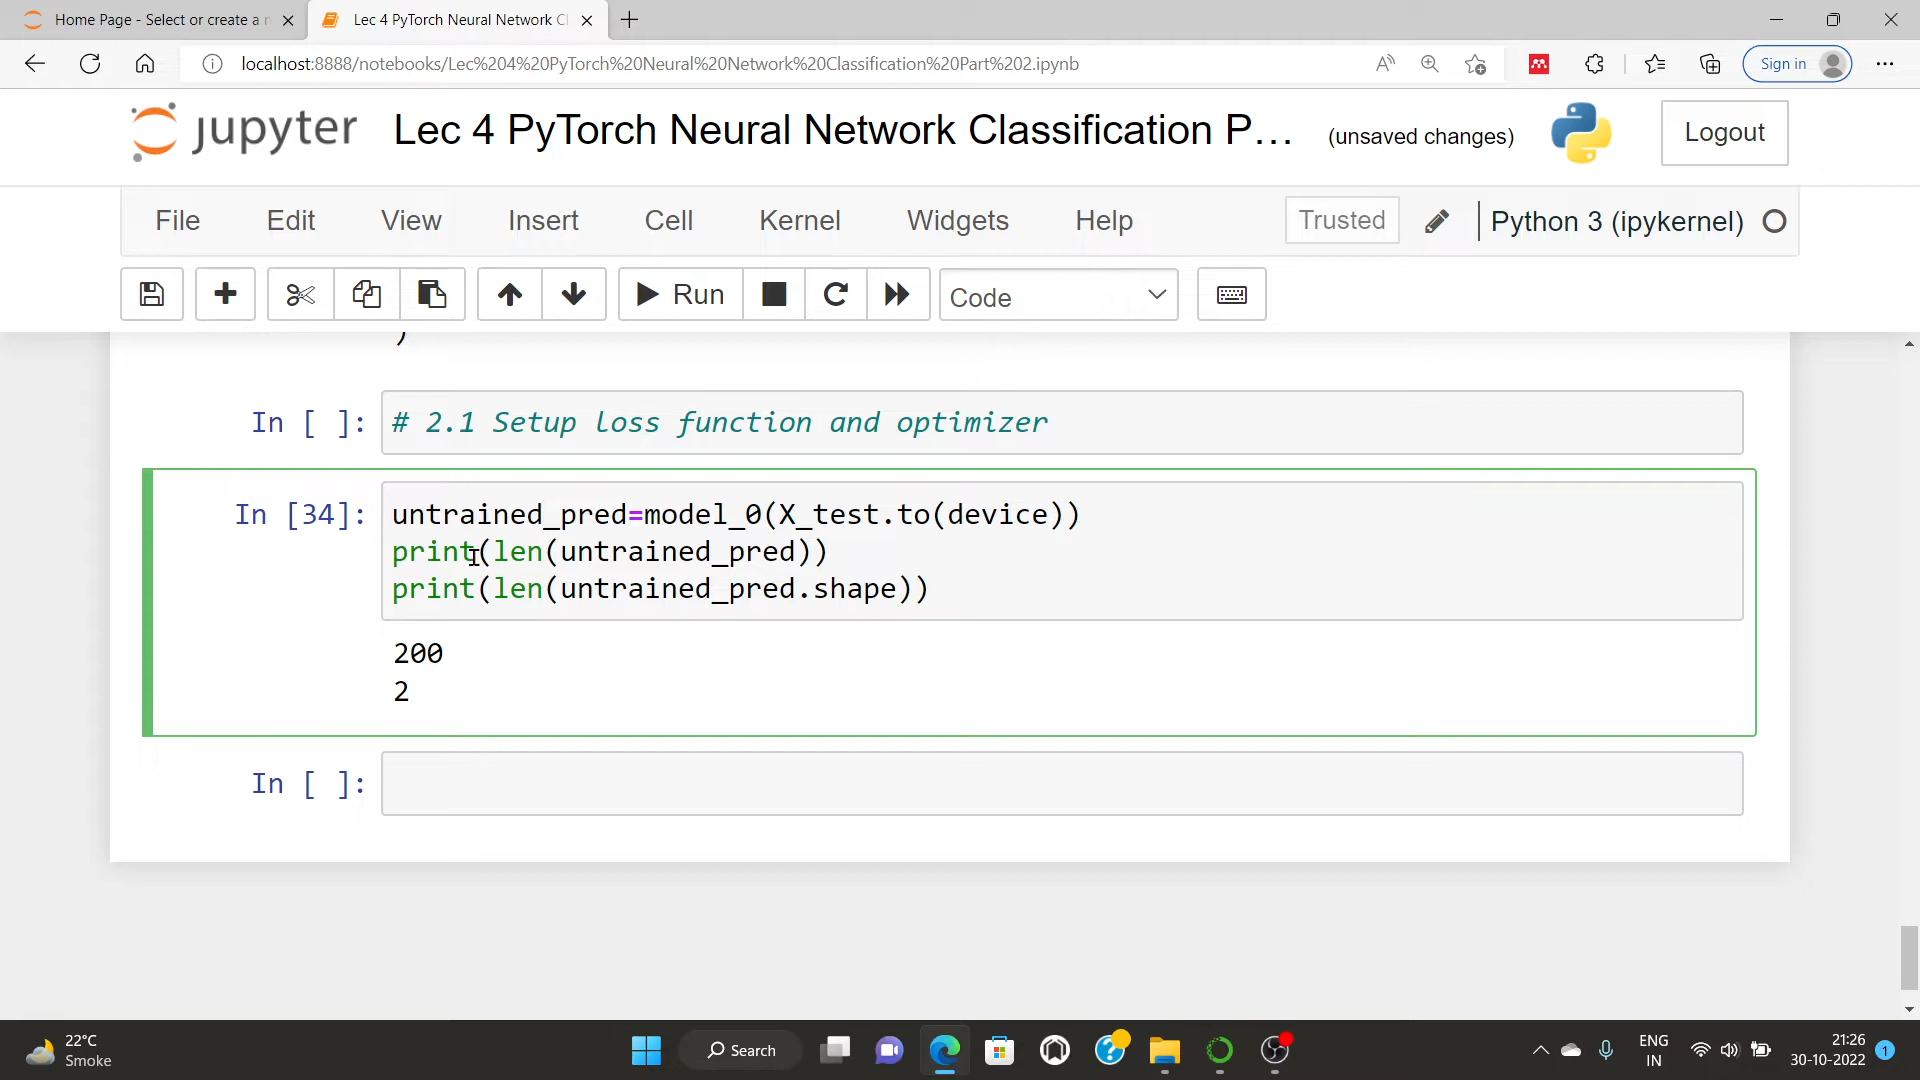 Home Page - Select or create a n
Lec 4 PyTorch Neural Network Cl
localhost:8888/notebooks/Lec%204%20PyTorch%20Neural%20Network%20Classification%20Part%202.ipynb
Sign in
jupyter Lec 4 PyTorch Neural Network Classification P... (unsaved changes)
Logout
File Edit View Insert Cell Kernel Widgets Help
Trusted
Python 3 (ipykernel)
Run
Code
)
In [ ]: # 2.1 Setup loss function and optimizer
In [34]: untrained_pred=model_0(X_test.to(device))
print(len(untrained_pred))
print(len(untrained_pred.shape))
200
2
In [ ]:
22°C
Smoke
Search
ENG
IN
21:26
30-10-2022
1